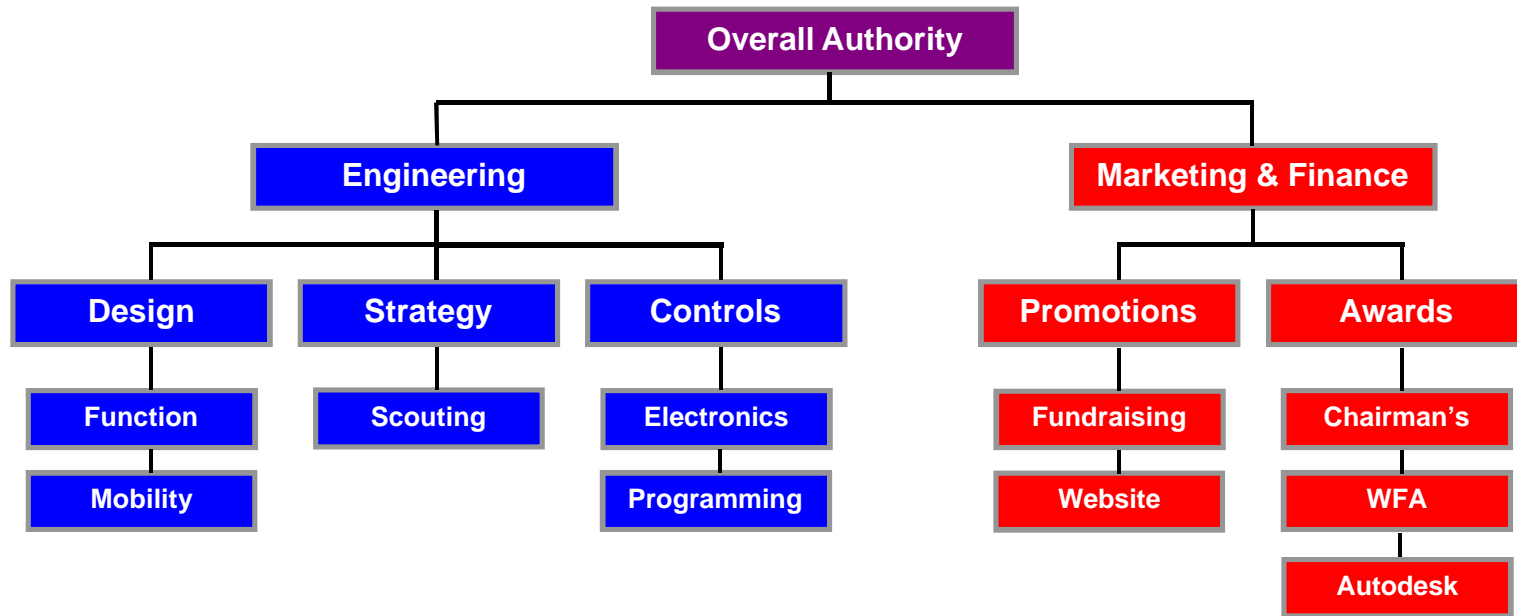 Overall Authority
Engineering
Marketing & Finance
Design
Strategy
Controls
Promotions
Awards
Function
Scouting
Electronics
Fundraising
Chairman’s
Mobility
Programming
Website
WFA
Autodesk